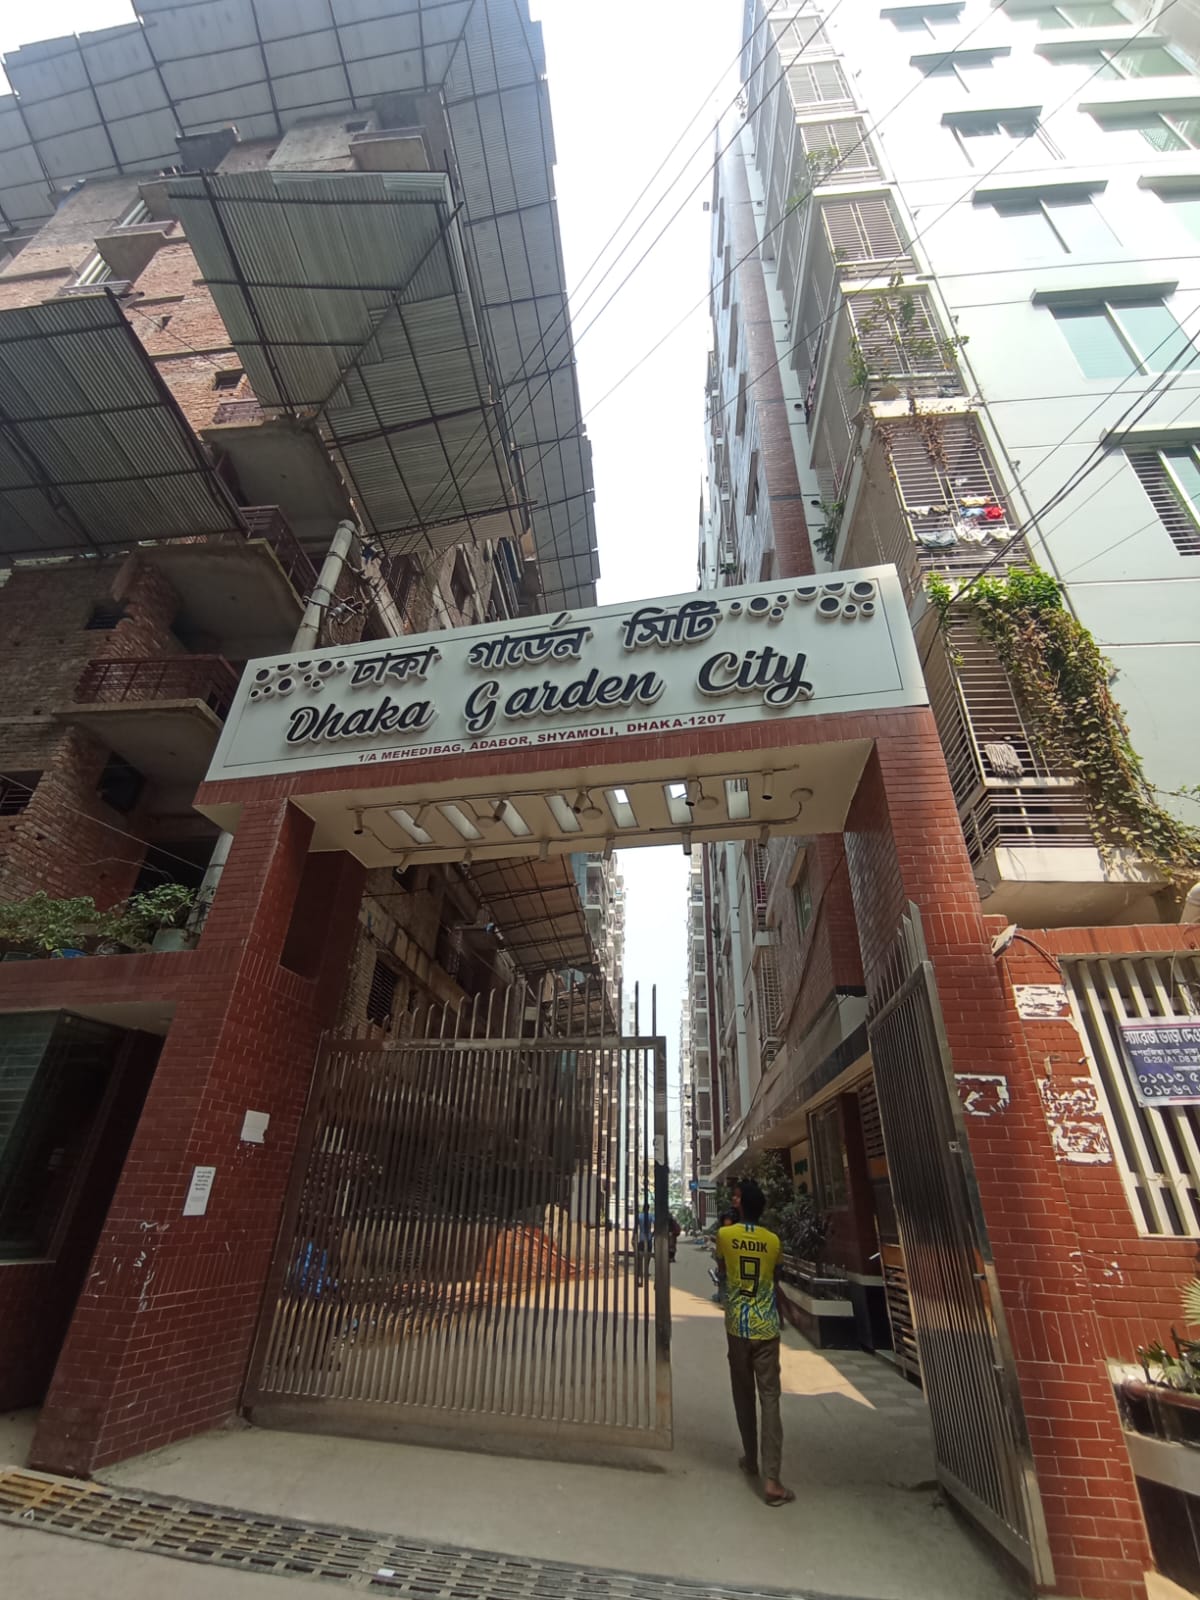 ঢাকা গার্ডেন সিটি
Dhaka Garden City
1/A MEHEDIBAG, ADABOR, SHYAMOLI, DHAKA-1207
SADIK
9